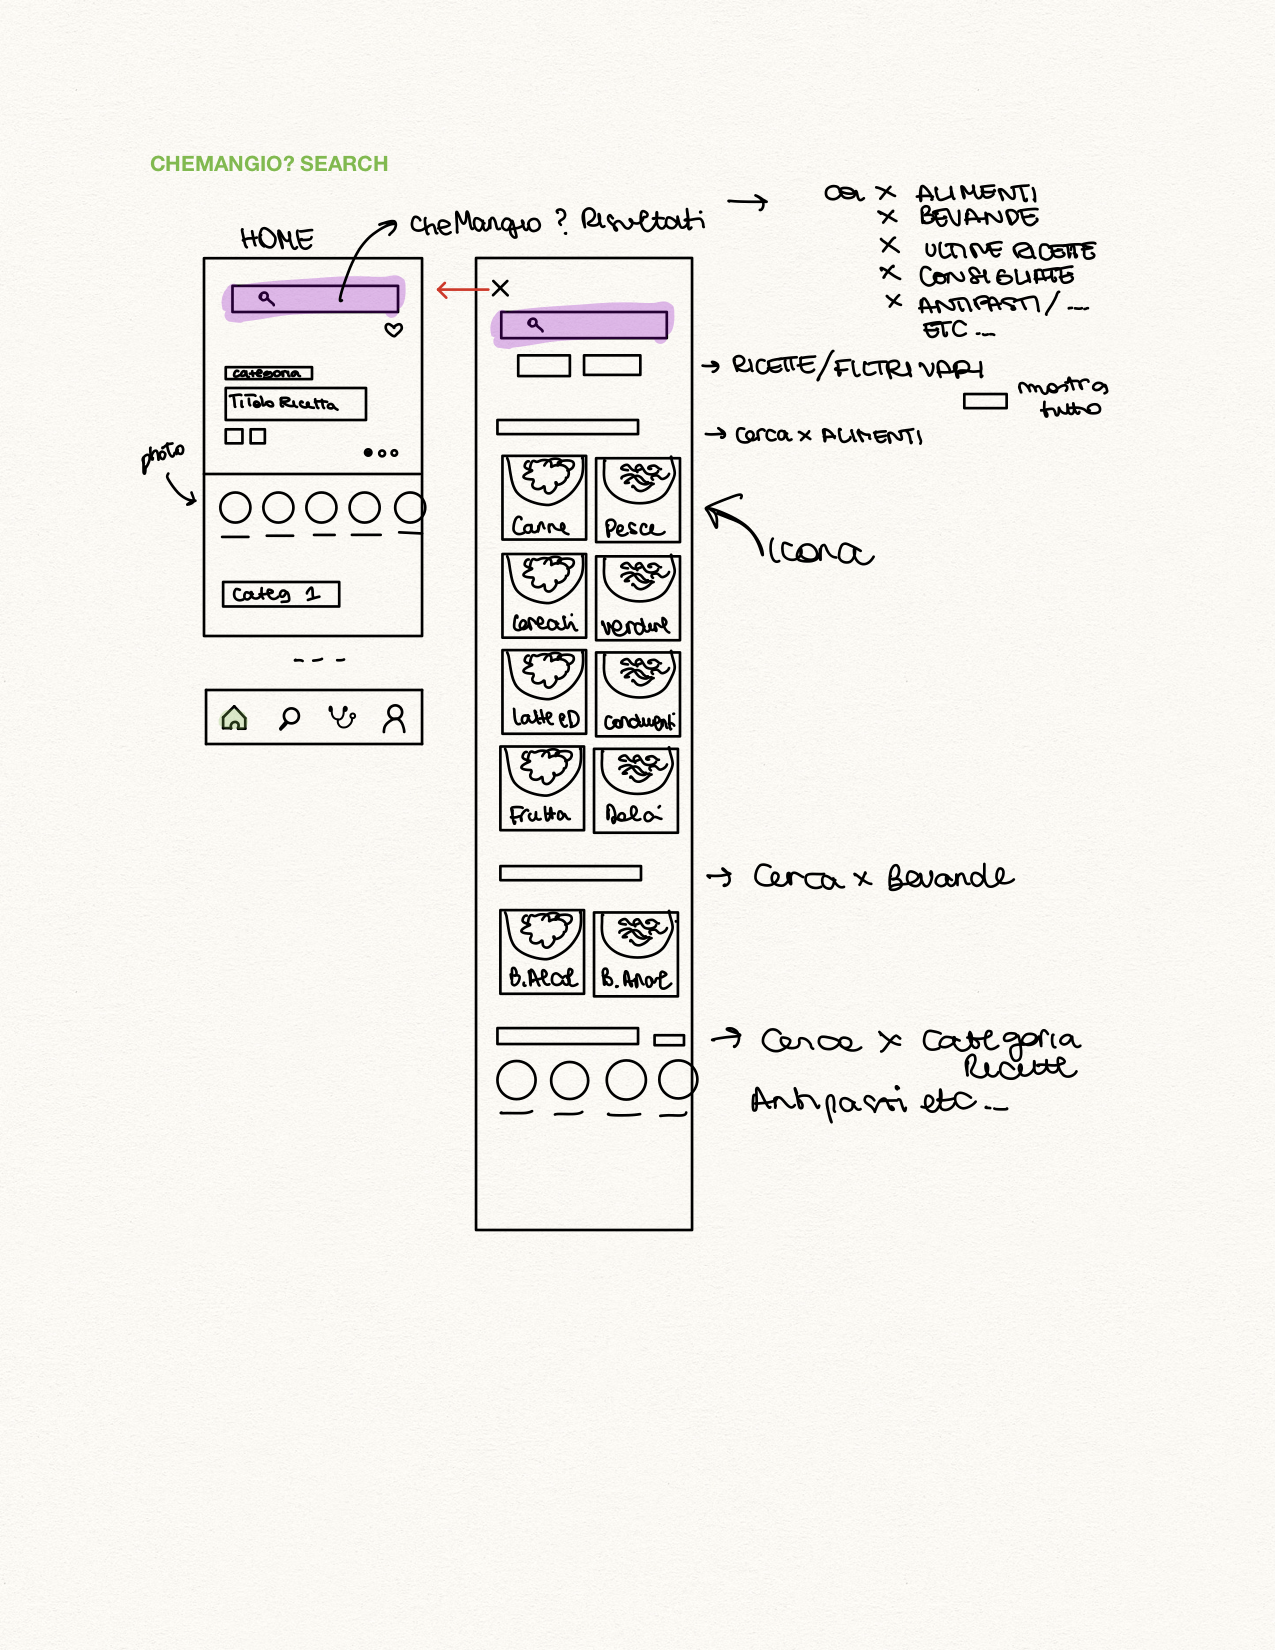 CHEMANGIO? SEARCH
HOME
CheMangio? Risultati
X ALIMENTI
X BEVANDE
X ULTIME RICETTE
X CONSIGLIATE
X ANTIPASTI/....
ETC ...
X
RICETTE/FILTRI VARI
mostra
tutto
categoria
Titolo Ricetta
photo
Categ 1
Cerca x ALIMENTI
Carne
Pesce
Icona
Cereali
verdure
Latte e D
condimenti
Frutta
Dolci
Cerca x Bevande
B. Alcol
B. Anal
Cerca x Categoria
Ricette
Antipasti etc ...